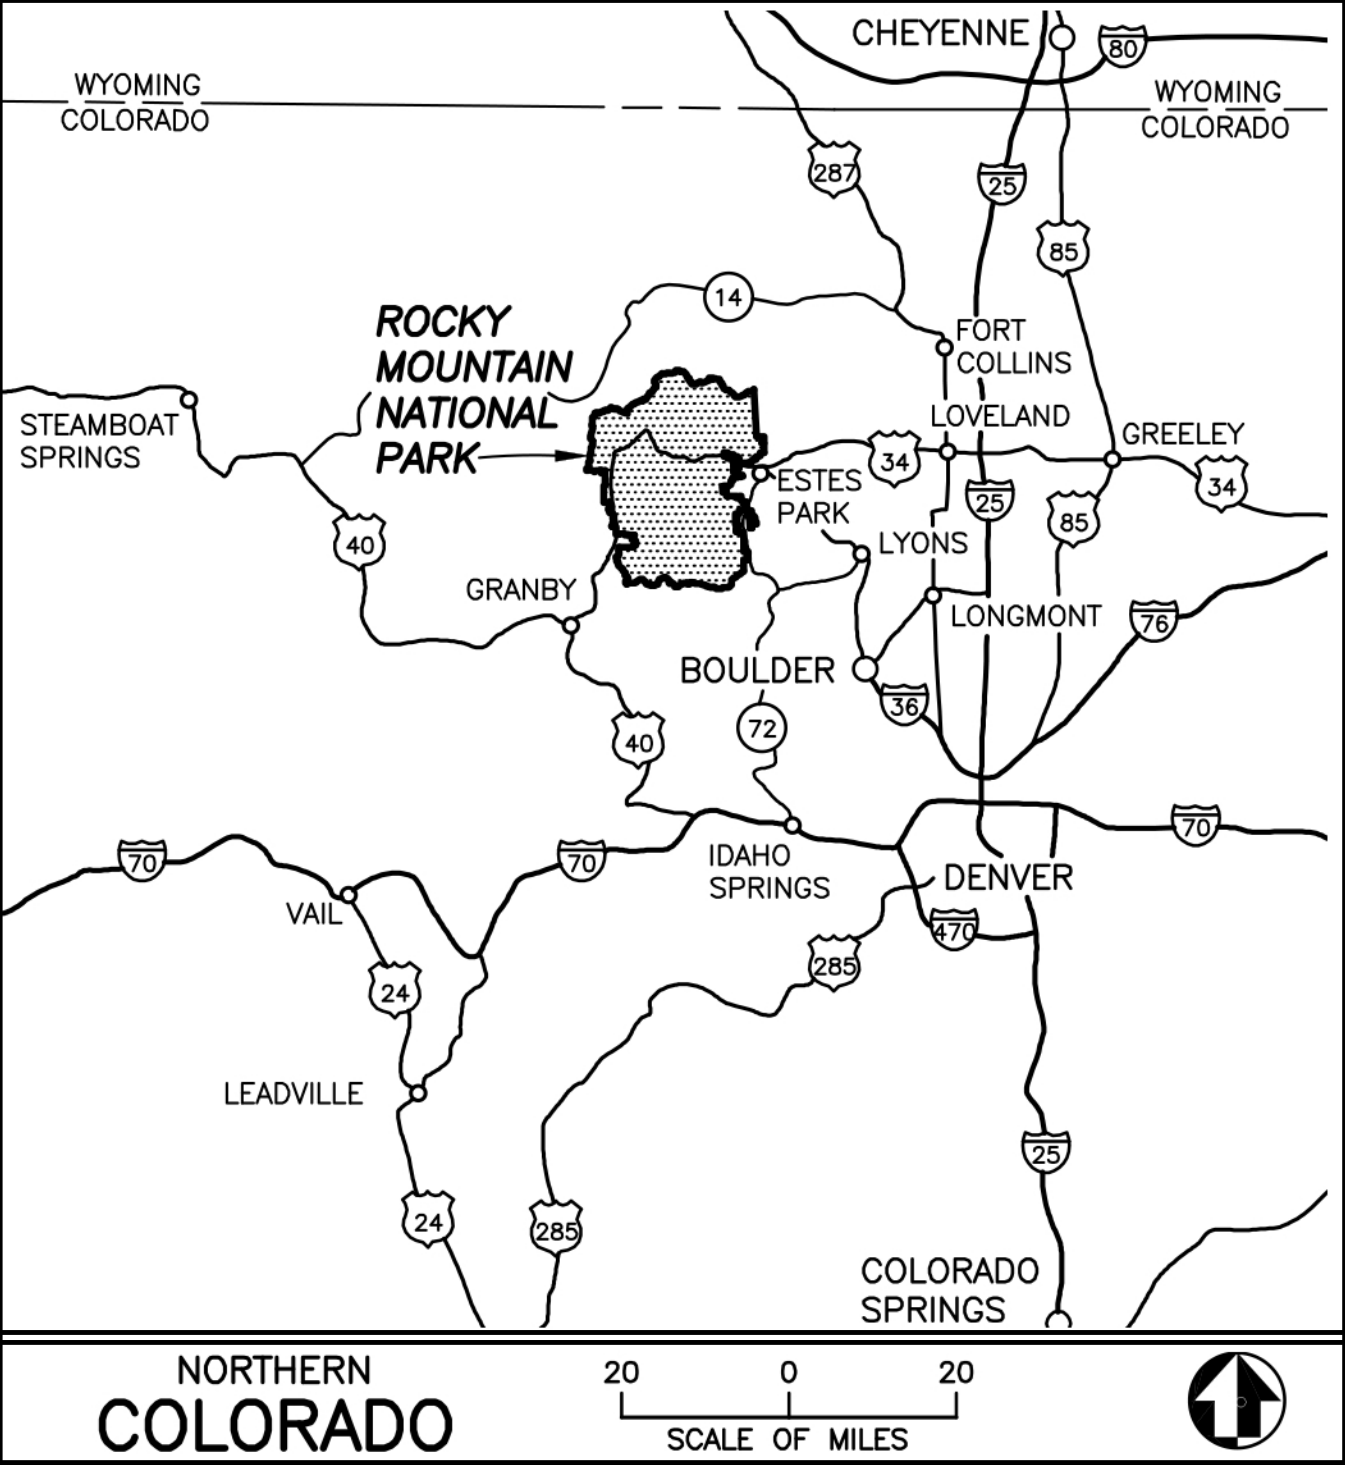 CHEYENNE
80
WYOMING
COLORADO
WYOMING
COLORADO
287
25
85
14
ROCKY
MOUNTAIN
NATIONAL
PARK
FORT
COLLINS
LOVELAND
STEAMBOAT
SPRINGS
GREELEY
34
34
ESTES
PARK
25
85
40
LYONS
GRANBY
LONGMONT
76
BOULDER
36
72
40
70
70
70
IDAHO
SPRINGS
DENVER
VAIL
470
285
24
LEADVILLE
25
24
285
COLORADO
SPRINGS
NORTHERN
COLORADO
20 0 20
SCALE OF MILES